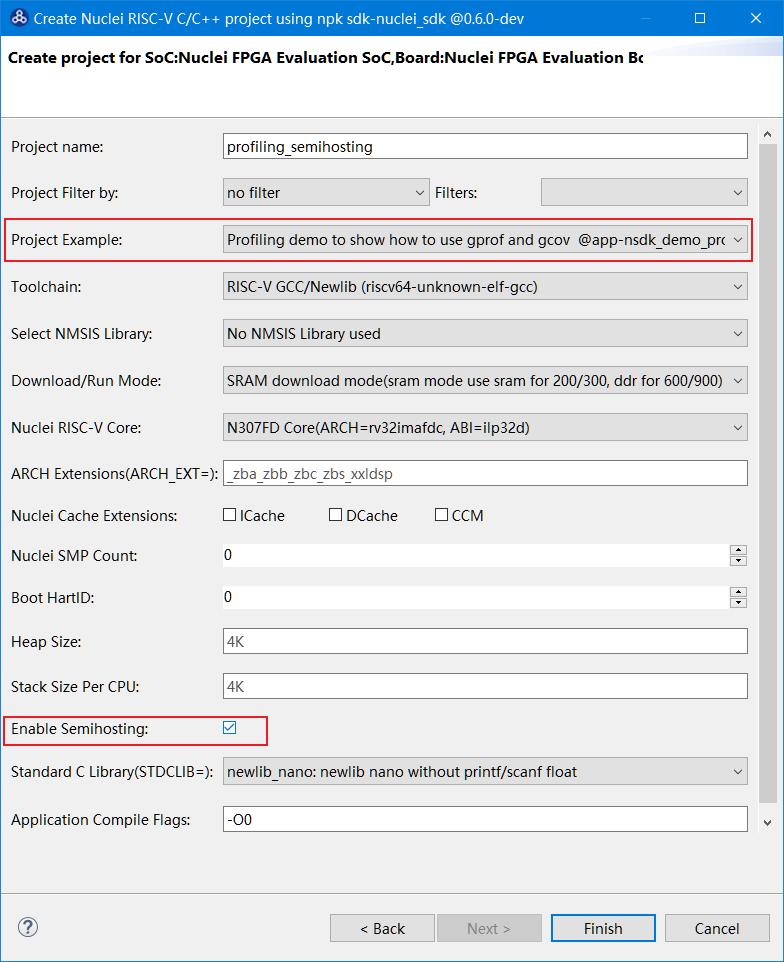 Create Nuclei RISC-V C/C++ project using npk sdk-nuclei_sdk @0.6.0-dev
Create project for SoC:Nuclei FPGA Evaluation SoC,Board:Nuclei FPGA Evaluation Bo
Project name: profiling_semihosting
Project Filter by: no filter Filters:
Project Example: Profiling demo to show how to use gprof and gcov @app-nsdk_demo_pro
Toolchain: RISC-V GCC/Newlib (riscv64-unknown-elf-gcc)
Select NMSIS Library: No NMSIS Library used
Download/Run Mode: SRAM download mode(sram mode use sram for 200/300, ddr for 600/900)
Nuclei RISC-V Core: N307FD Core(ARCH=rv32imafdc, ABI=ilp32d)
ARCH Extensions(ARCH_EXT=): _zba_zbb_zbc_zbs_xxldsp
Nuclei Cache Extensions: ICache DCache CCM
Nuclei SMP Count: 0
Boot HartID: 0
Heap Size: 4K
Stack Size Per CPU: 4K
Enable Semihosting:
Standard C Library(STDCLIB=): newlib_nano: newlib nano without printf/scanf float
Application Compile Flags: -O0
? < Back Next > Finish Cancel